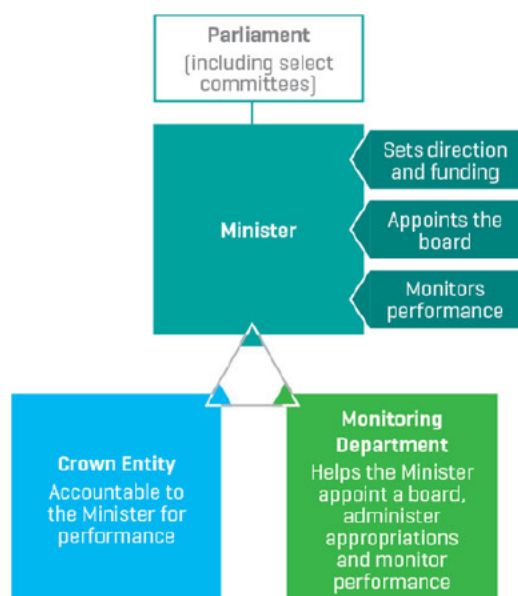 Parliament
(including select
committees)
Minister
Sets direction
and funding
Appoints the
board
Monitors
performance
Crown Entity
Accountable to
the Minister for
performance
Monitoring
Department
Helps the Minister
appoint a board,
administer
appropriations
and monitor
performance